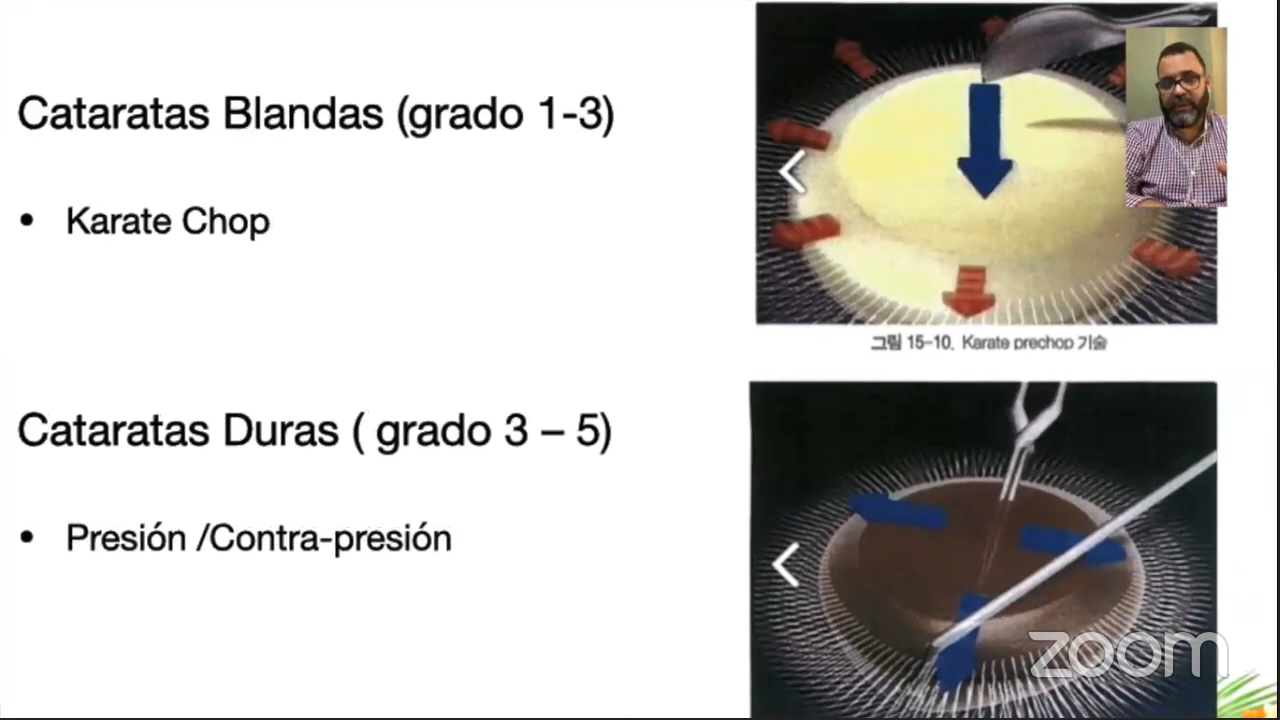 Cataratas Blandas (grado 1-3)
• Karate Chop
그림 15-10. Karate prechop 기술
Cataratas Duras ( grado 3 – 5)
• Presión /Contra-presión
zoom